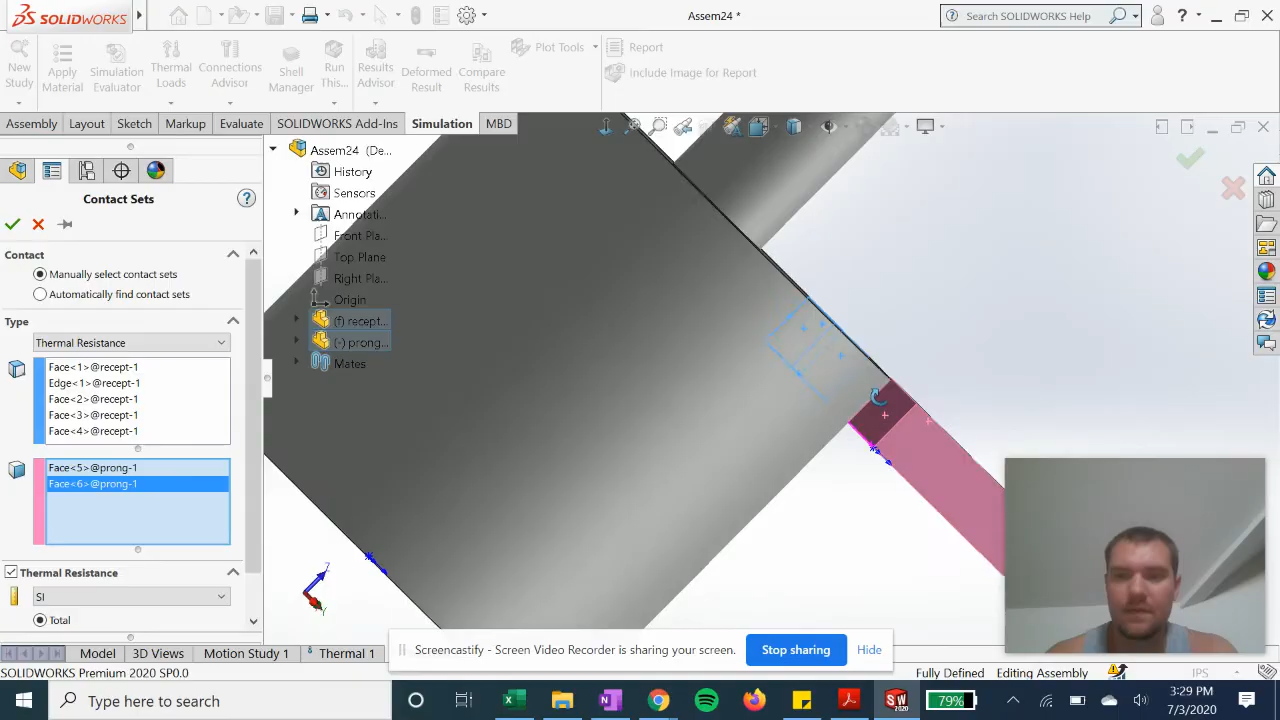 SOLIDWORKS
Assem24 *
Search SOLIDWORKS Help
New Study
Apply Material
Simulation Evaluator
Thermal Loads
Connections Advisor
Shell Manager
Run This...
Results Advisor
Deformed Result
Compare Results
Plot Tools
Report
Include Image for Report
Assembly Layout Sketch Markup Evaluate SOLIDWORKS Add-Ins Simulation MBD
Contact Sets
Contact
Manually select contact sets
Automatically find contact sets
Type
Thermal Resistance
Face<1>@recept-1
Edge<1>@recept-1
Face<2>@recept-1
Face<3>@recept-1
Face<4>@recept-1
Face<5>@prong-1
Face<6>@prong-1
Thermal Resistance
SI
Total
Assem24 (De...
History
Sensors
Annotati...
Front Pla...
Top Plane
Right Pla...
Origin
(f) recept...
(-) prong...
Mates
Z
Y
Screencastify - Screen Video Recorder is sharing your screen.
Stop sharing
Hide
Model 3D Views Motion Study 1 Thermal 1
SOLIDWORKS Premium 2020 SP0.0
Fully Defined Editing Assembly IPS
Type here to search
79%
3:29 PM
7/3/2020